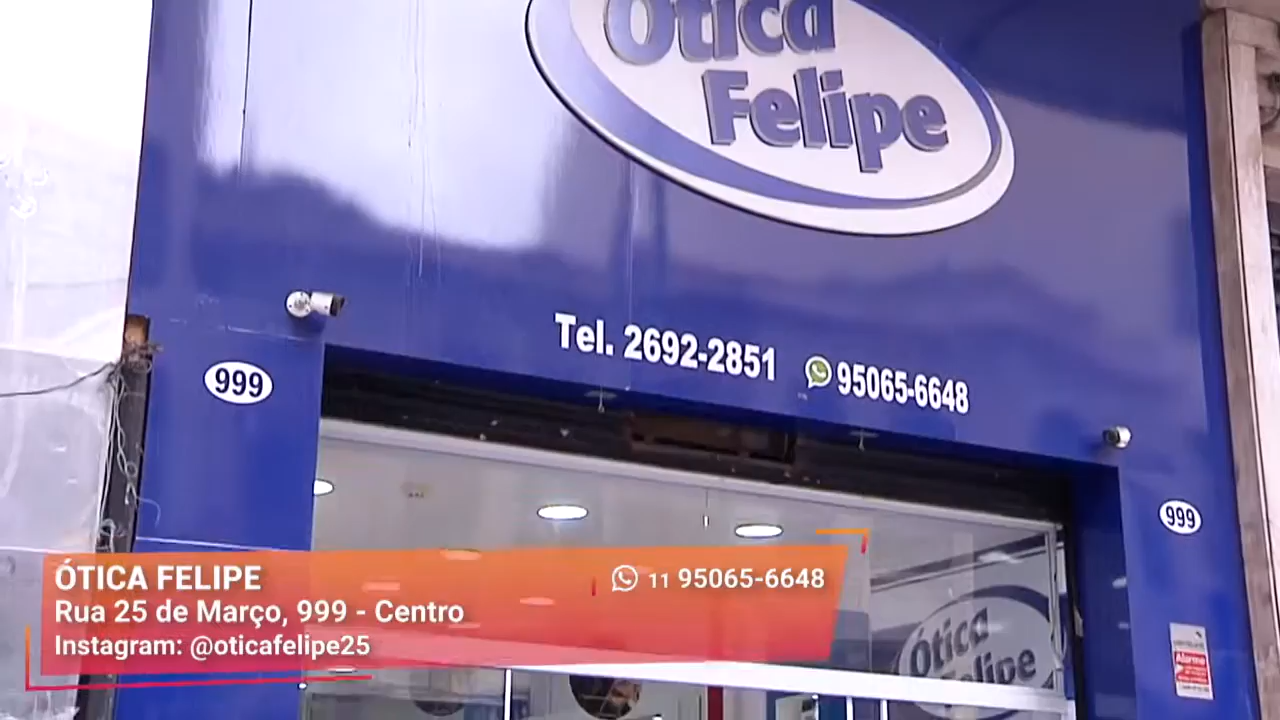 Ótica
Felipe
Tel. 2692-2851 95065-6648
999
999
ÓTICA FELIPE
11 95065-6648
Rua 25 de Março, 999 - Centro
Instagram: @oticafelipe25
Ótica
Felipe
Alarme